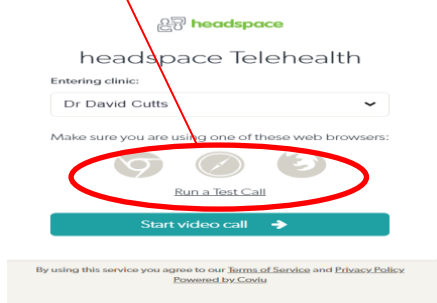 headspace
headspace Telehealth
Entering clinic:
Dr David Cutts
Make sure you are using one of these web browsers:
Run a Test Call
Start video call
By using this service you agree to our Terms of Service and Privacy Policy
Powered by Coviu